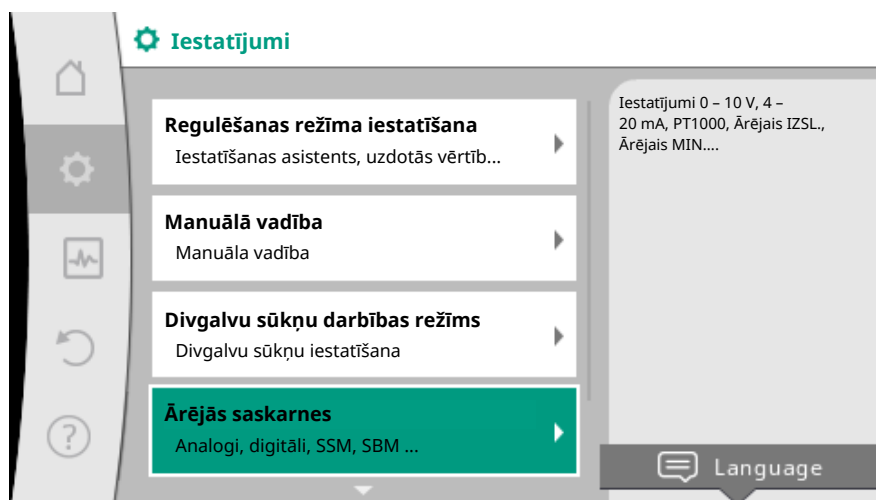 Iestatījumi
Regulēšanas režīma iestatīšana
Iestatīšanas asistents, uzdotās vērtīb...
Manuālā vadība
Manuāla vadība
Divgalvu sūkņu darbības režīms
Divgalvu sūkņu iestatīšana
Ārējās saskarnes
Analogi, digitāli, SSM, SBM ...
Iestatījumi 0 – 10 V, 4 –
20 mA, PT1000, Ārējais IZSL.,
Ārējais MIN....
Language